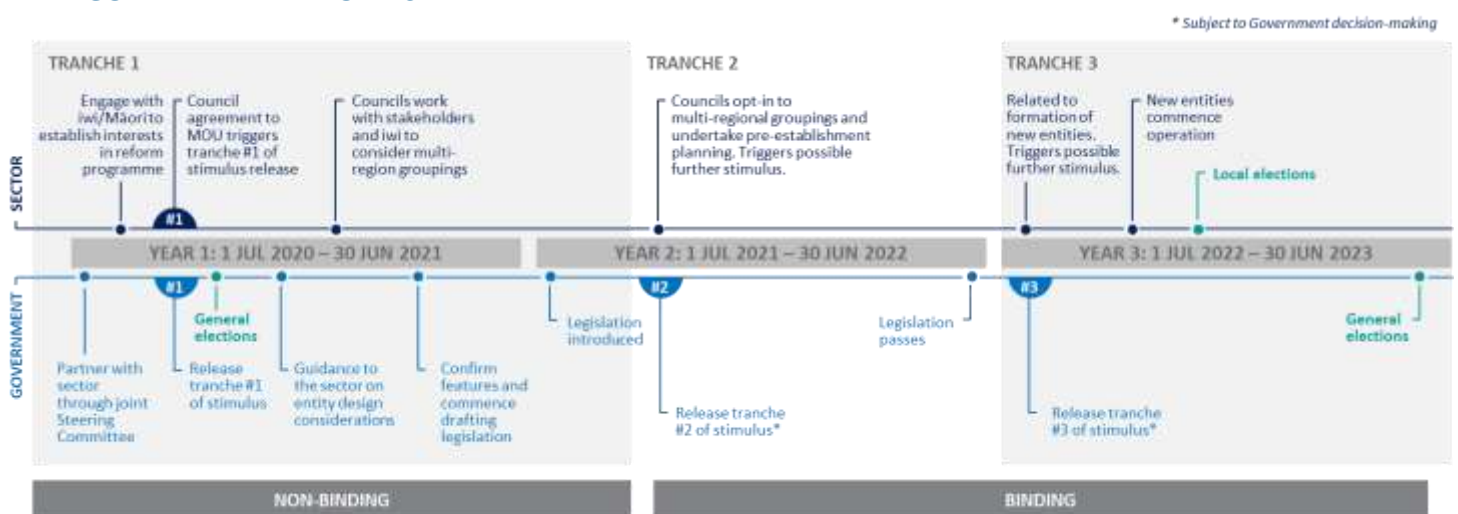 * Subject to Government decision-making
TRANCHE 1
TRANCHE 2
TRANCHE 3
Engage with
iwi/Māori to
establish interests
in reform
programme
Council
agreement to
MOU triggers
tranche #1 of
stimulus release
Councils work
with stakeholders
and iwi to
consider multi-
region groupings
Councils opt-in to
multi-regional groupings and
undertake pre-establishment
planning. Triggers possible
further stimulus.
Related to
formation of
new entities.
Triggers possible
further stimulus.
New entities
commence
operation
Local elections
SECTOR
#1
YEAR 1: 1 JUL 2020 – 30 JUN 2021
YEAR 2: 1 JUL 2021 – 30 JUN 2022
YEAR 3: 1 JUL 2022 – 30 JUN 2023
GOVERNMENT
#1
#2
#3
General
elections
Legislation
introduced
Legislation
passes
General
elections
Partner with
sector
through joint
Steering
Committee
Release
tranche #1
of stimulus
Guidance to
the sector on
entity design
considerations
Confirm
features and
commence
drafting
legislation
Release tranche
#2 of stimulus*
Release tranche
#3 of stimulus*
NON-BINDING
BINDING